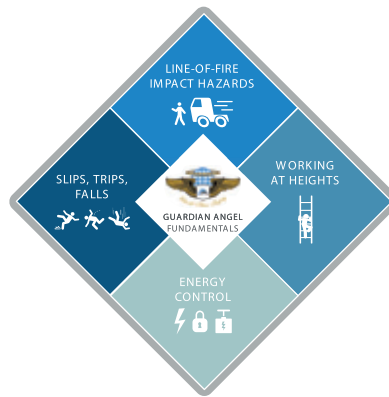 LINE-OF-FIRE
IMPACT HAZARDS
SLIPS, TRIPS,
FALLS
WORKING
AT HEIGHTS
GUARDIAN ANGEL
FUNDAMENTALS
ENERGY
CONTROL